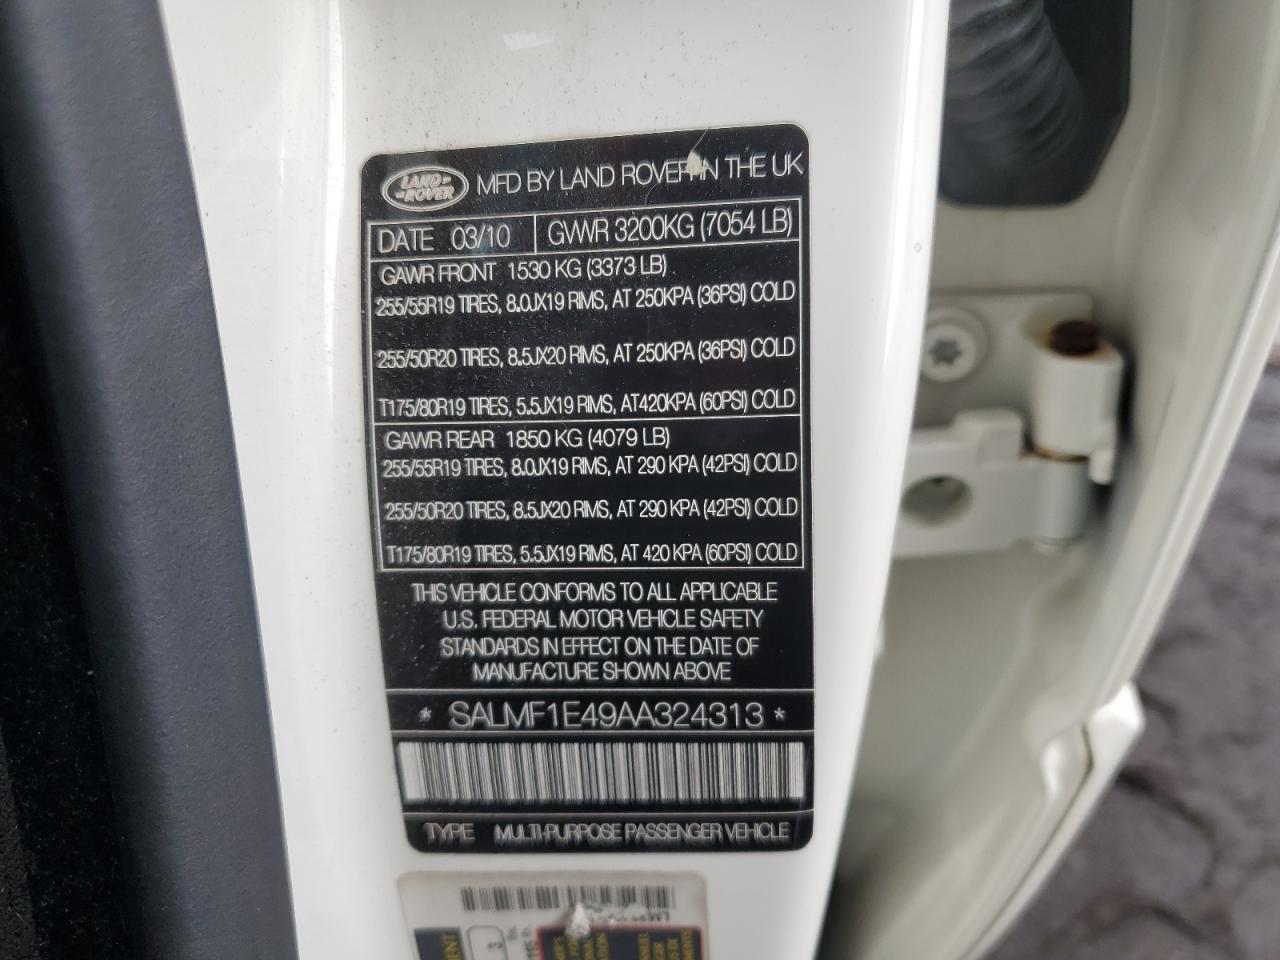 LAND ROVER
MFD BY LAND ROVER IN THE UK
DATE 03/10 GWWR 3200KG (7054 LB)
GAWR FRONT 1530 KG (3373 LB)
255/55R19 TIRES, 8.0JX19 RIMS, AT 250KPA (36PSI) COLD
255/50R20 TIRES, 8.5JX20 RIMS, AT 250KPA (36PSI) COLD
T175/80R19 TIRES, 5.5JX19 RIMS, AT420KPA (60PSI) COLD
GAWR REAR 1850 KG (4079 LB)
255/55R19 TIRES, 8.0JX19 RIMS, AT 290 KPA (42PSI) COLD
255/50R20 TIRES, 8.5JX20 RIMS, AT 290 KPA (42PSI) COLD
T175/80R19 TIRES, 5.5JX19 RIMS, AT 420 KPA (60PSI) COLD
THIS VEHICLE CONFORMS TO ALL APPLICABLE
U.S. FEDERAL MOTOR VEHICLE SAFETY
STANDARDS IN EFFECT ON THE DATE OF
MANUFACTURE SHOWN ABOVE
* SALMF1E49AA324313 *
TYPE MULTI-PURPOSE PASSENGER VEHICLE